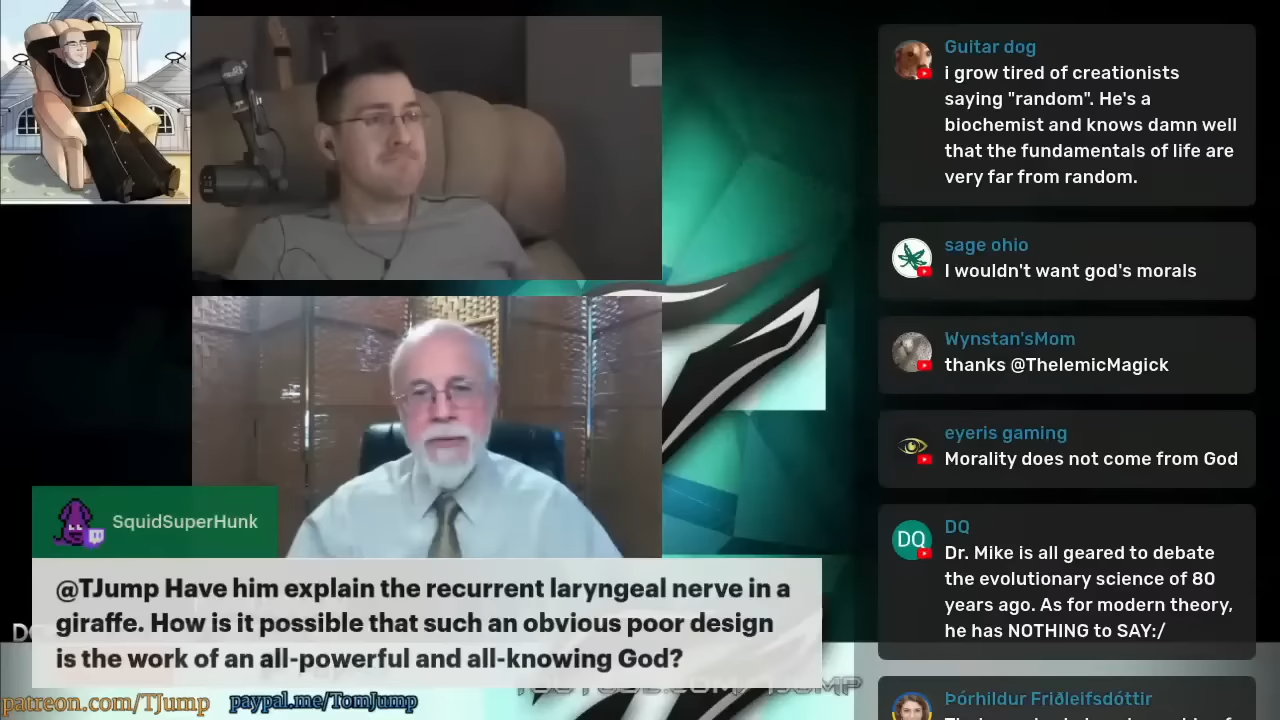 Guitar dog
i grow tired of creationists
saying "random". He's a
biochemist and knows damn well
that the fundamentals of life are
very far from random.
sage ohio
I wouldn't want god's morals
Wynstan'sMom
thanks @ThelemicMagick
eyeris gaming
Morality does not come from God
DQ
DQ
Dr. Mike is all geared to debate
the evolutionary science of 80
years ago. As for modern theory,
he has NOTHING to SAY:/
Þórhildur Friðleifsdóttir
SquidSuperHunk
@TJump Have him explain the recurrent laryngeal nerve in a
giraffe. How is it possible that such an obvious poor design
is the work of an all-powerful and all-knowing God?
patreon.com/TJump
paypal.me/TomJump
YOUTUBE.COM/TJUMP